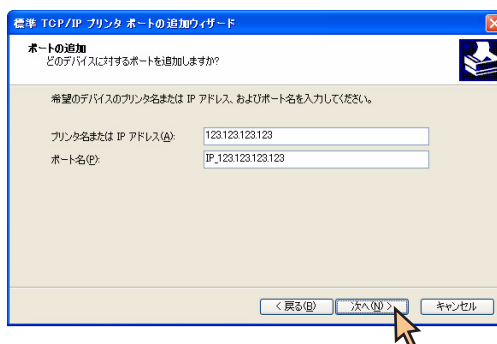 標準 TCP/IP プリンタ ポートの追加ウィザード
ポートの追加
どのデバイスに対するポートを追加しますか?
希望のデバイスのプリンタ名または IP アドレス、およびポート名を入力してください。
プリンタ名または IP アドレス(A): 123.123.123.123
ポート名(P): IP_123.123.123.123
< 戻る(B) 次へ(N) > キャンセル